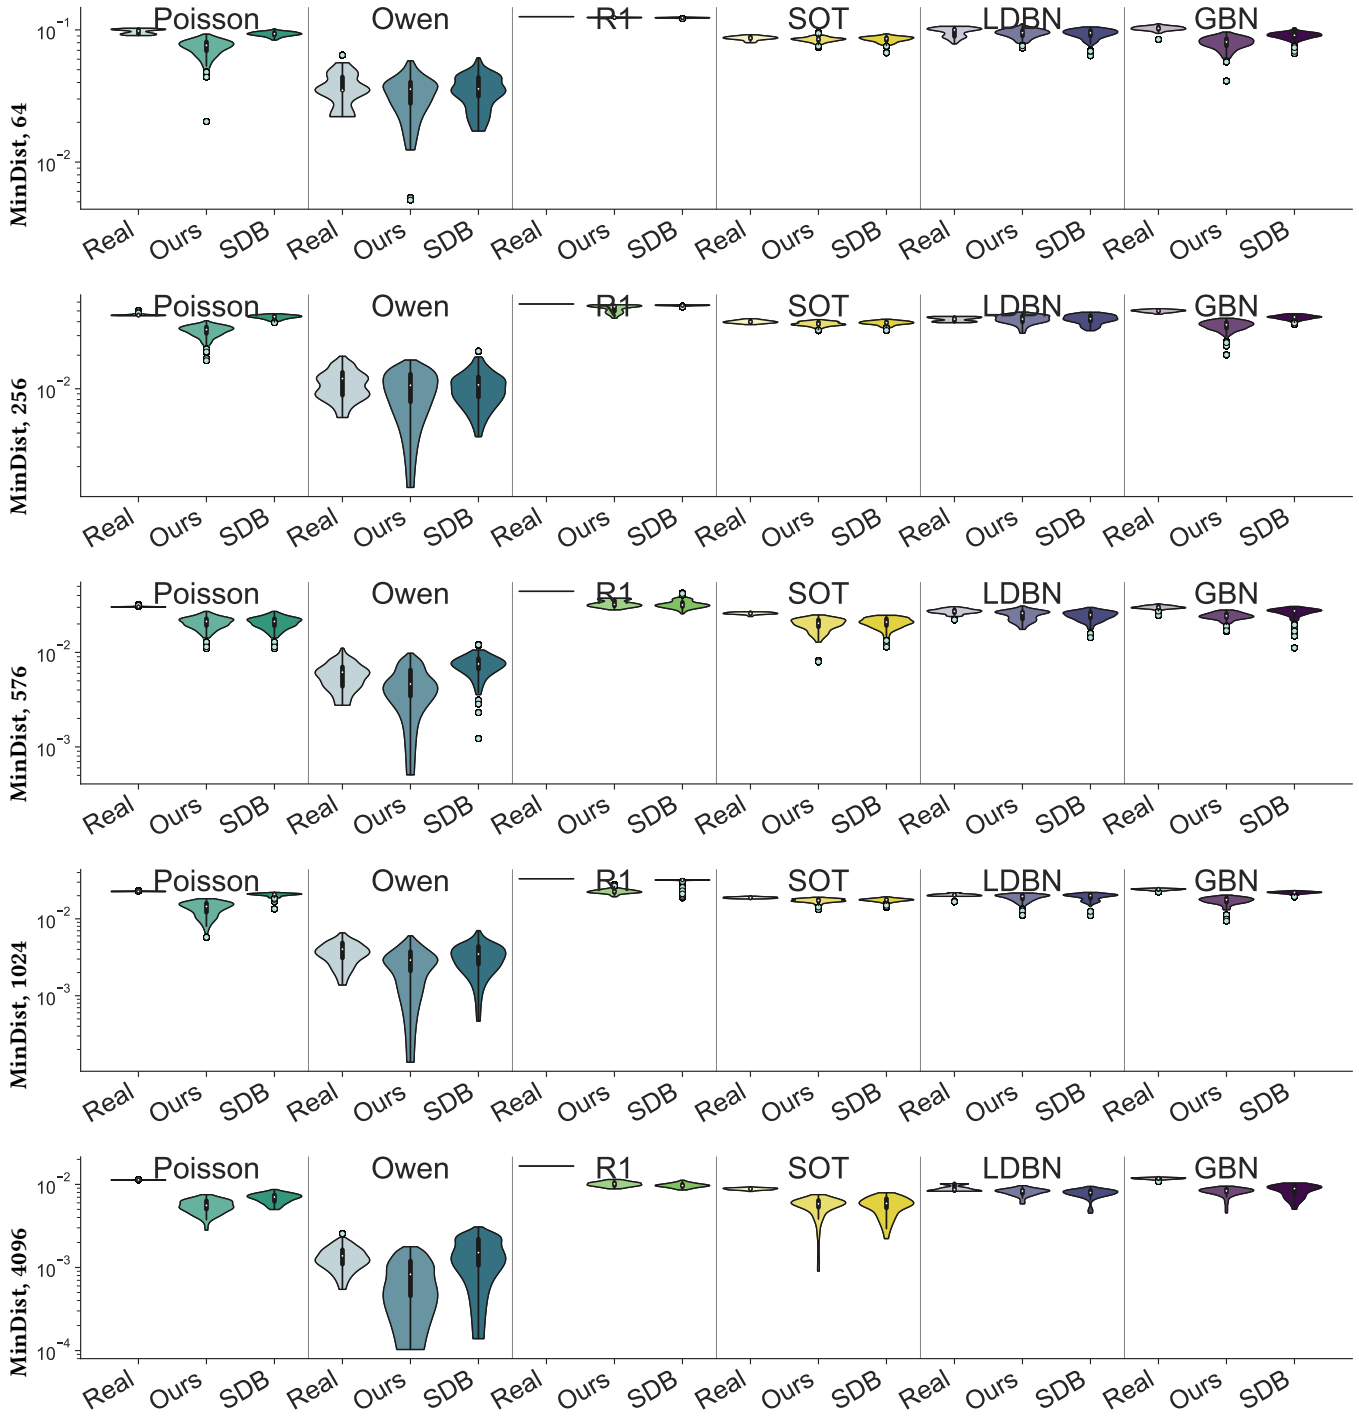 Poisson Owen R1 SOT LDBN GBN
10−1
10−2
MinDist, 64
Real Ours SDB Real Ours SDB Real Ours SDB Real Ours SDB Real Ours SDB Real Ours SDB
Poisson Owen R1 SOT LDBN GBN
10−2
MinDist, 256
Real Ours SDB Real Ours SDB Real Ours SDB Real Ours SDB Real Ours SDB Real Ours SDB
Poisson Owen R1 SOT LDBN GBN
10−2
10−3
MinDist, 576
Real Ours SDB Real Ours SDB Real Ours SDB Real Ours SDB Real Ours SDB Real Ours SDB
Poisson Owen R1 SOT LDBN GBN
10−2
10−3
MinDist, 1024
Real Ours SDB Real Ours SDB Real Ours SDB Real Ours SDB Real Ours SDB Real Ours SDB
Poisson Owen R1 SOT LDBN GBN
10−2
10−3
10−4
MinDist, 4096
Real Ours SDB Real Ours SDB Real Ours SDB Real Ours SDB Real Ours SDB Real Ours SDB